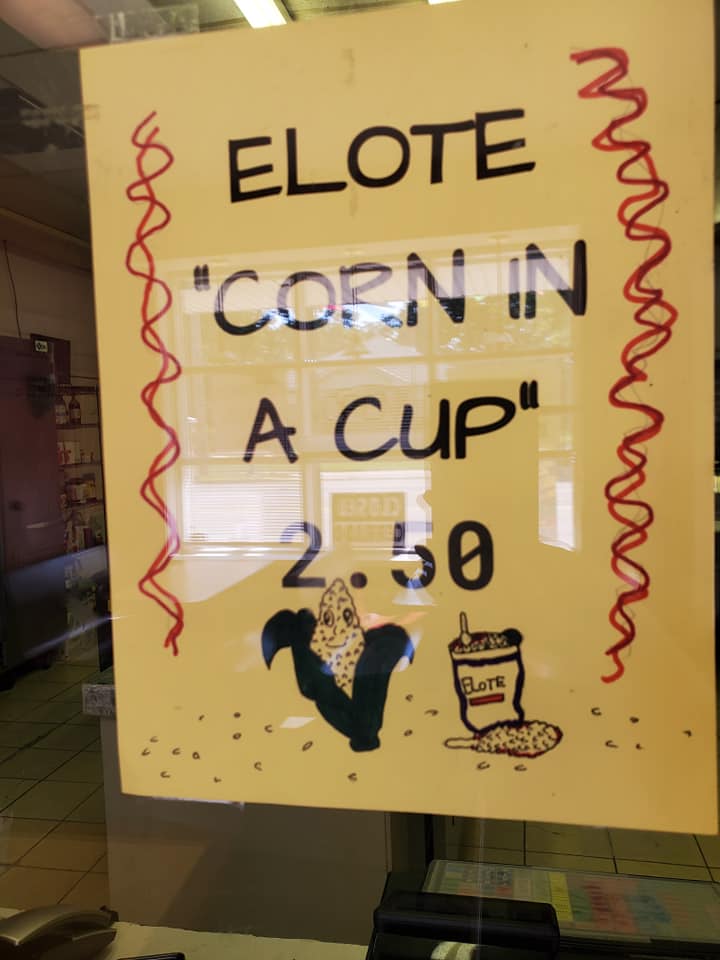 ELOTE
"CORN IN
A CUP"
2.50
ELOTE